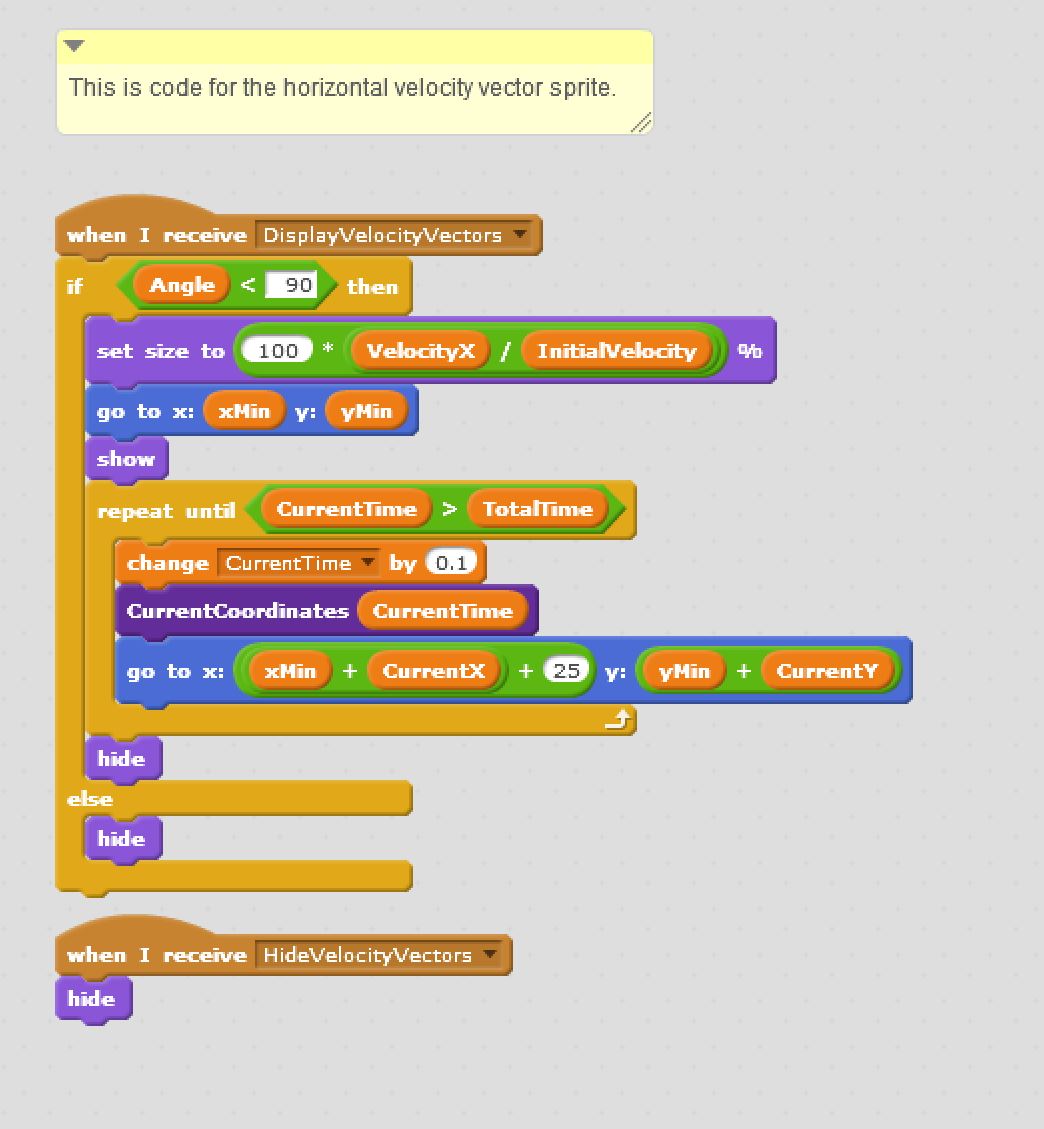 This is code for the horizontal velocity vector sprite.
when I receive DisplayVelocityVectors
if Angle < 90 then
set size to 100 * VelocityX / InitialVelocity %
go to x: xMin y: yMin
show
repeat until CurrentTime > TotalTime
change CurrentTime by 0.1
CurrentCoordinates CurrentTime
go to x: xMin + CurrentX + 25 y: yMin + CurrentY
hide
else
hide
when I receive HideVelocityVectors
hide